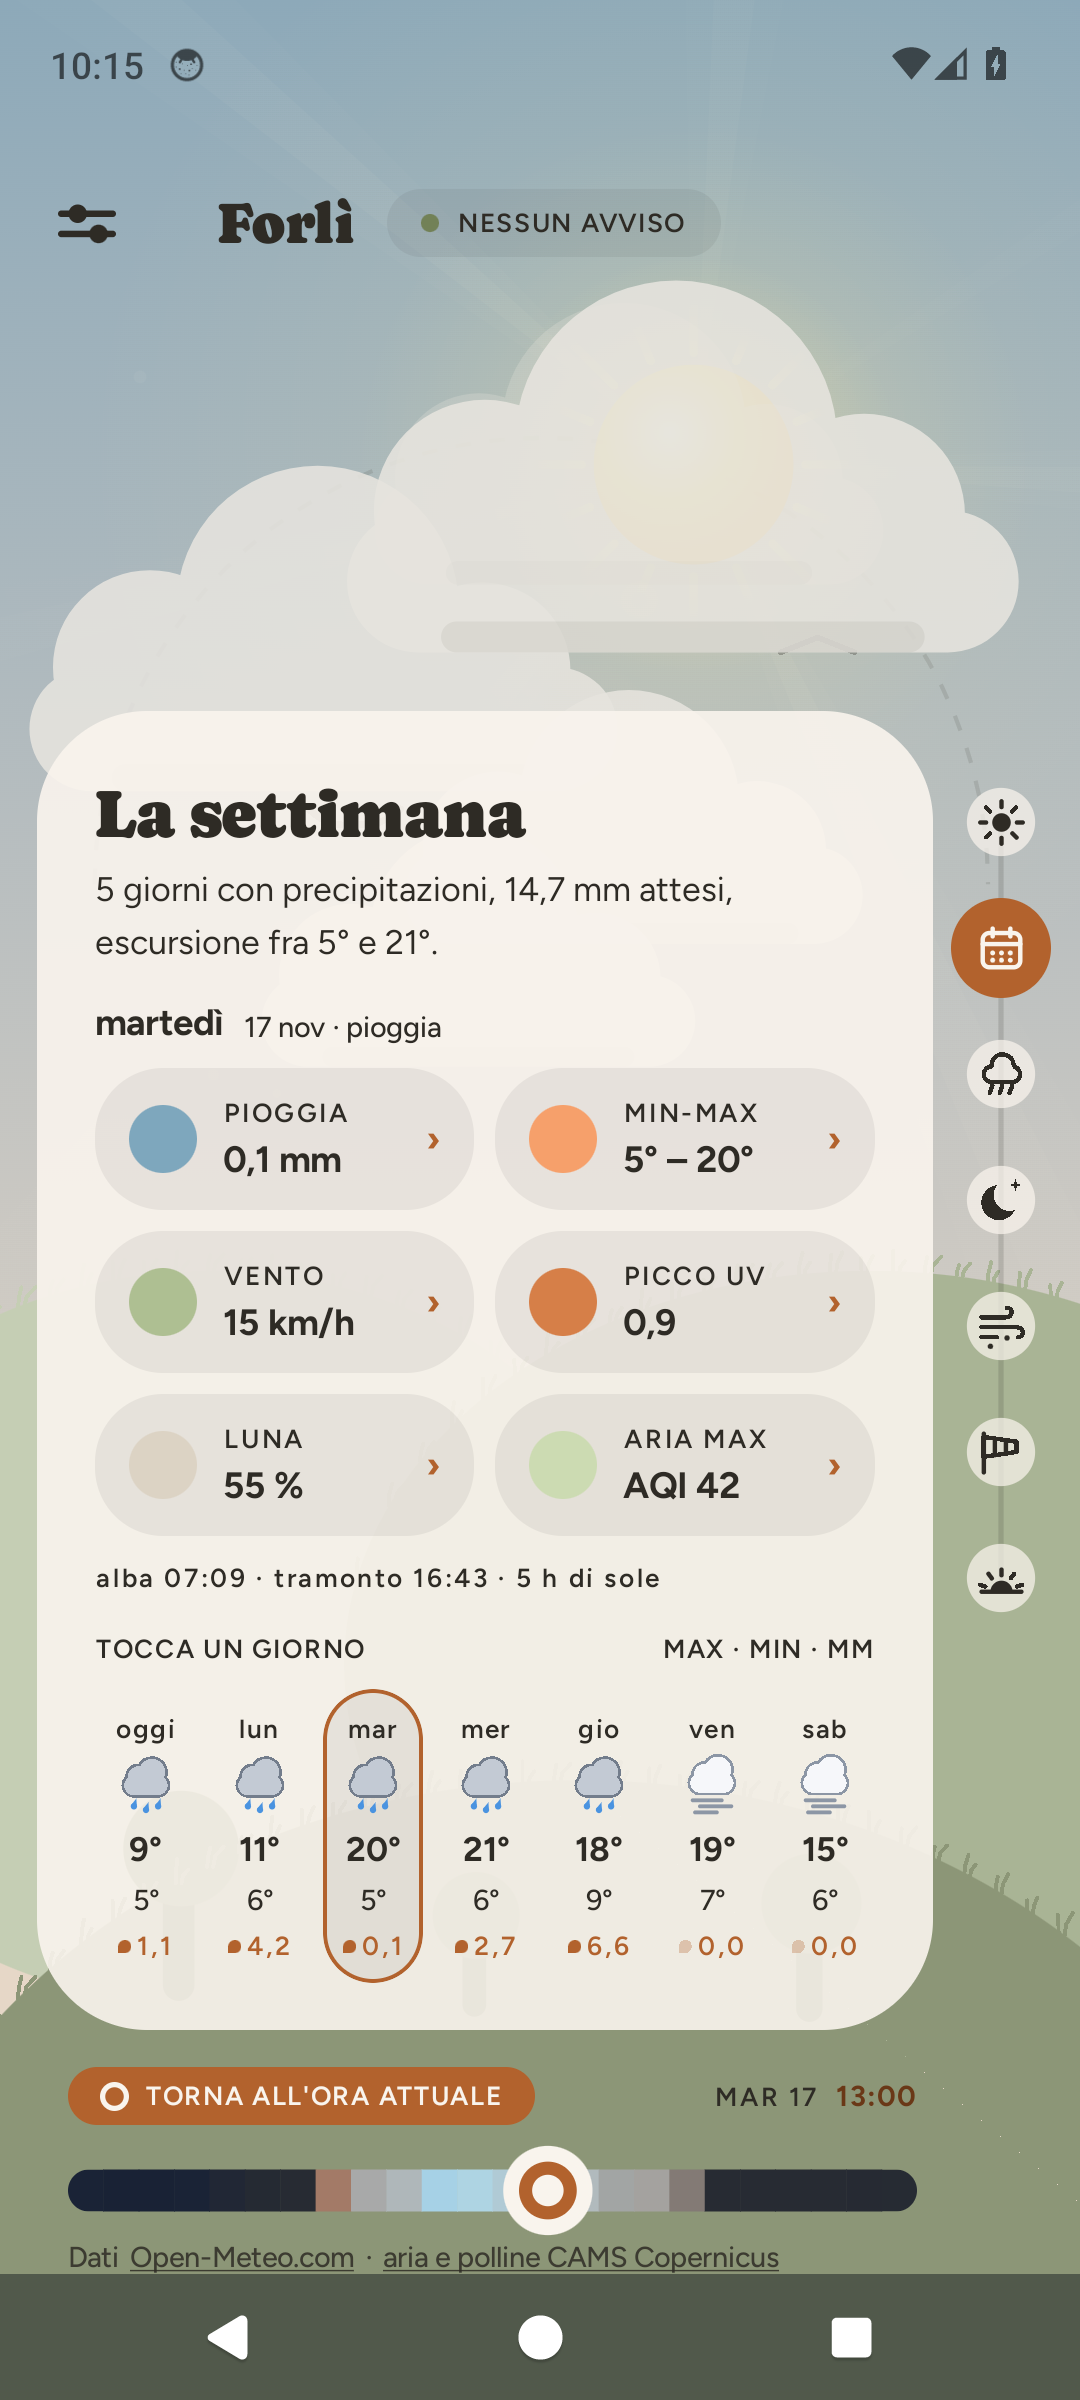 10:15
Forlì
NESSUN AVVISO
La settimana
5 giorni con precipitazioni, 14,7 mm attesi,
escursione fra 5° e 21°.
martedì 17 nov · pioggia
PIOGGIA
0,1 mm
›
MIN-MAX
5° – 20°
›
VENTO
15 km/h
›
PICCO UV
0,9
›
LUNA
55 %
›
ARIA MAX
AQI 42
›
alba 07:09 · tramonto 16:43 · 5 h di sole
TOCCA UN GIORNO MAX · MIN · MM
oggi lun mar mer gio ven sab
9° 11° 20° 21° 18° 19° 15°
5° 6° 5° 6° 9° 7° 6°
1,1 4,2 0,1 2,7 6,6 0,0 0,0
TORNA ALL'ORA ATTUALE MAR 17 13:00
Dati Open-Meteo.com · aria e polline CAMS Copernicus